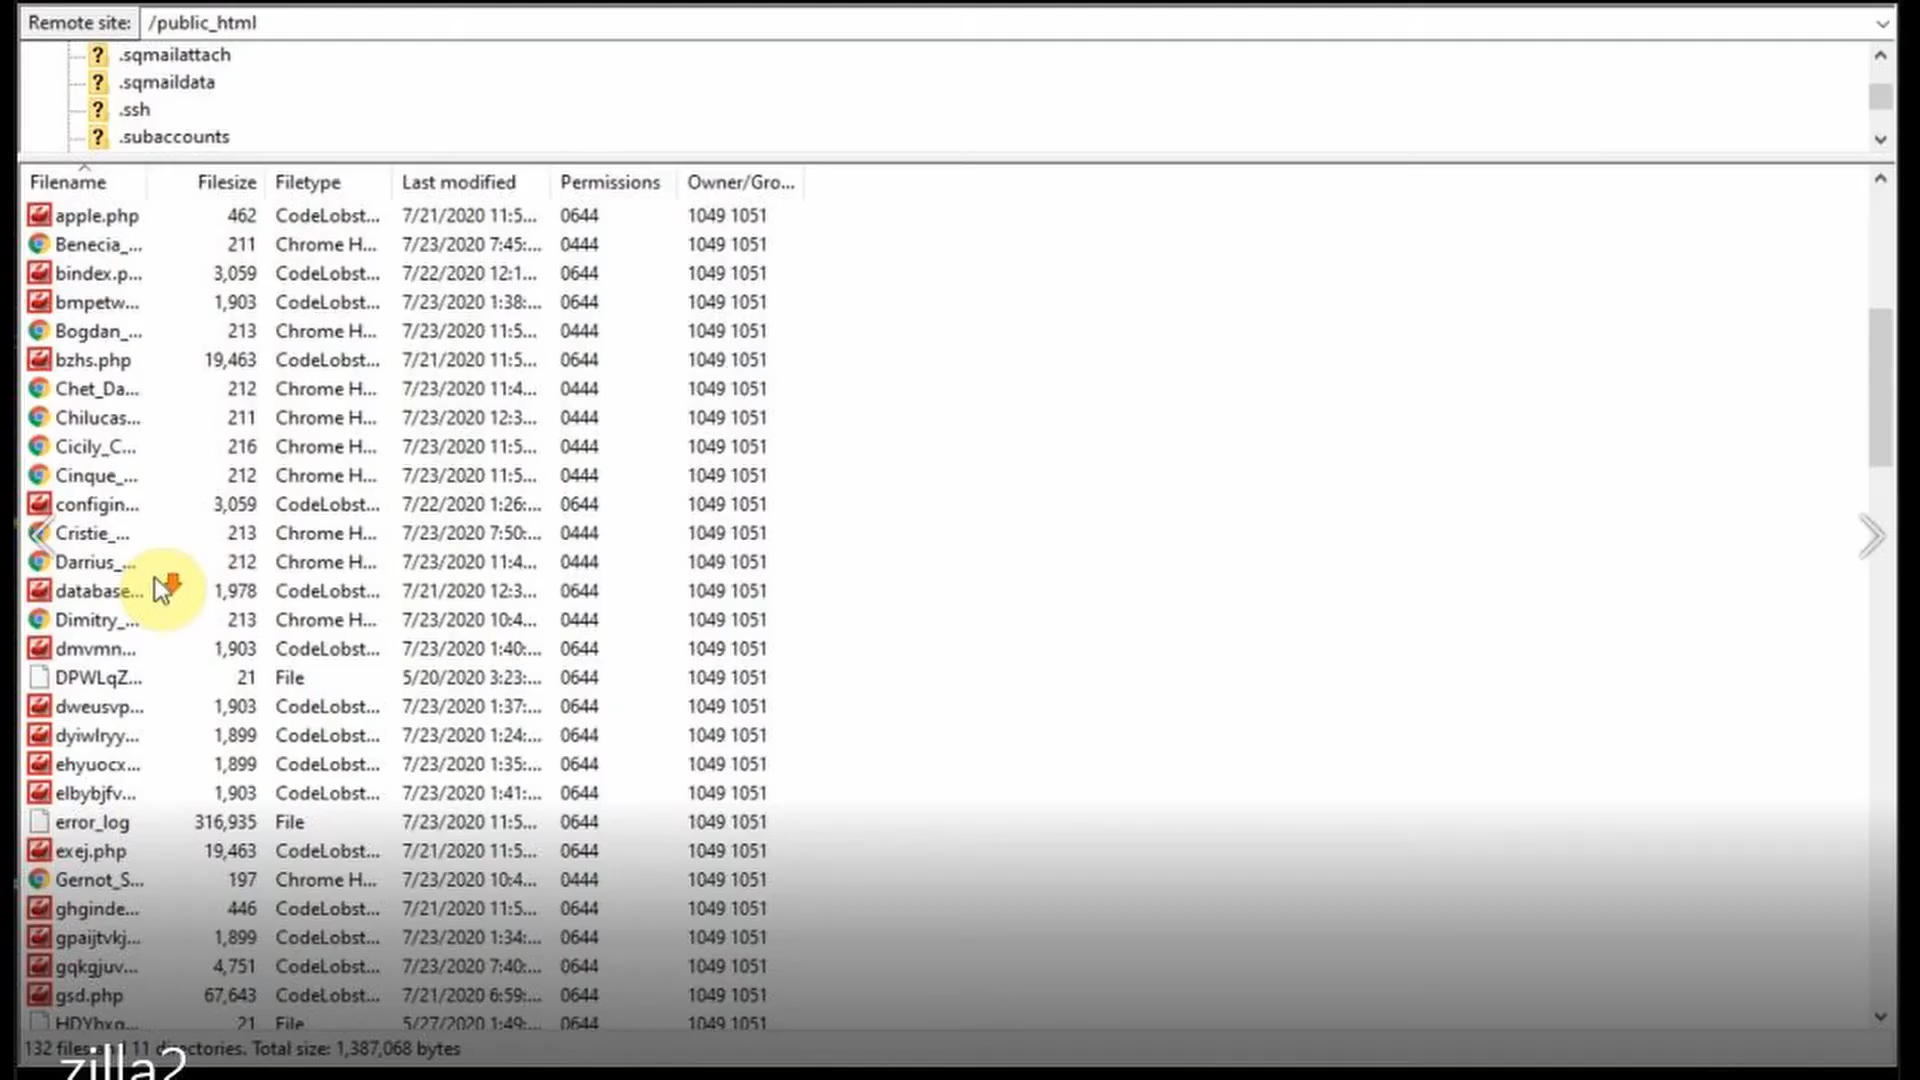 Remote site: /public_html
.sqmailattach
.sqmaildata
.ssh
.subaccounts
Filename Filesize Filetype Last modified Permissions Owner/Gro...
apple.php 462 CodeLobst... 7/21/2020 11:5... 0644 1049 1051
Benecia_... 211 Chrome H... 7/23/2020 7:45:... 0444 1049 1051
bindex.p... 3,059 CodeLobst... 7/22/2020 12:1... 0644 1049 1051
bmpetw... 1,903 CodeLobst... 7/23/2020 1:38:... 0644 1049 1051
Bogdan_... 213 Chrome H... 7/23/2020 11:5... 0444 1049 1051
bzhs.php 19,463 CodeLobst... 7/21/2020 11:5... 0644 1049 1051
Chet_Da... 212 Chrome H... 7/23/2020 11:4... 0444 1049 1051
Chilucas... 211 Chrome H... 7/23/2020 12:3... 0444 1049 1051
Cicily_C... 216 Chrome H... 7/23/2020 11:5... 0444 1049 1051
Cinque_... 212 Chrome H... 7/23/2020 11:5... 0444 1049 1051
configin... 3,059 CodeLobst... 7/22/2020 1:26:... 0644 1049 1051
Cristie_... 213 Chrome H... 7/23/2020 7:50:... 0444 1049 1051
Darrius_... 212 Chrome H... 7/23/2020 11:4... 0444 1049 1051
database... 1,978 CodeLobst... 7/21/2020 12:3... 0644 1049 1051
Dimitry_... 213 Chrome H... 7/23/2020 10:4... 0444 1049 1051
dmvmn... 1,903 CodeLobst... 7/23/2020 1:40:... 0644 1049 1051
DPWLqZ... 21 File 5/20/2020 3:23:... 0644 1049 1051
dweusvp... 1,903 CodeLobst... 7/23/2020 1:37:... 0644 1049 1051
dyiwlryy... 1,899 CodeLobst... 7/23/2020 1:24:... 0644 1049 1051
ehyuocx... 1,899 CodeLobst... 7/23/2020 1:35:... 0644 1049 1051
elbybjfv... 1,903 CodeLobst... 7/23/2020 1:41:... 0644 1049 1051
error_log 316,935 File 7/23/2020 11:5... 0644 1049 1051
exej.php 19,463 CodeLobst... 7/21/2020 11:5... 0644 1049 1051
Gernot_S... 197 Chrome H... 7/23/2020 10:4... 0444 1049 1051
ghginde... 446 CodeLobst... 7/21/2020 11:5... 0644 1049 1051
gpaijtvkj... 1,899 CodeLobst... 7/23/2020 1:34:... 0644 1049 1051
gqkgjuv... 4,751 CodeLobst... 7/23/2020 7:40:... 0644 1049 1051
gsd.php 67,643 CodeLobst... 7/21/2020 6:59:... 0644 1049 1051
HDYhxq... 21 File 5/27/2020 1:49:... 0644 1049 1051
132 files and 11 directories. Total size: 1,387,068 bytes
zilla2